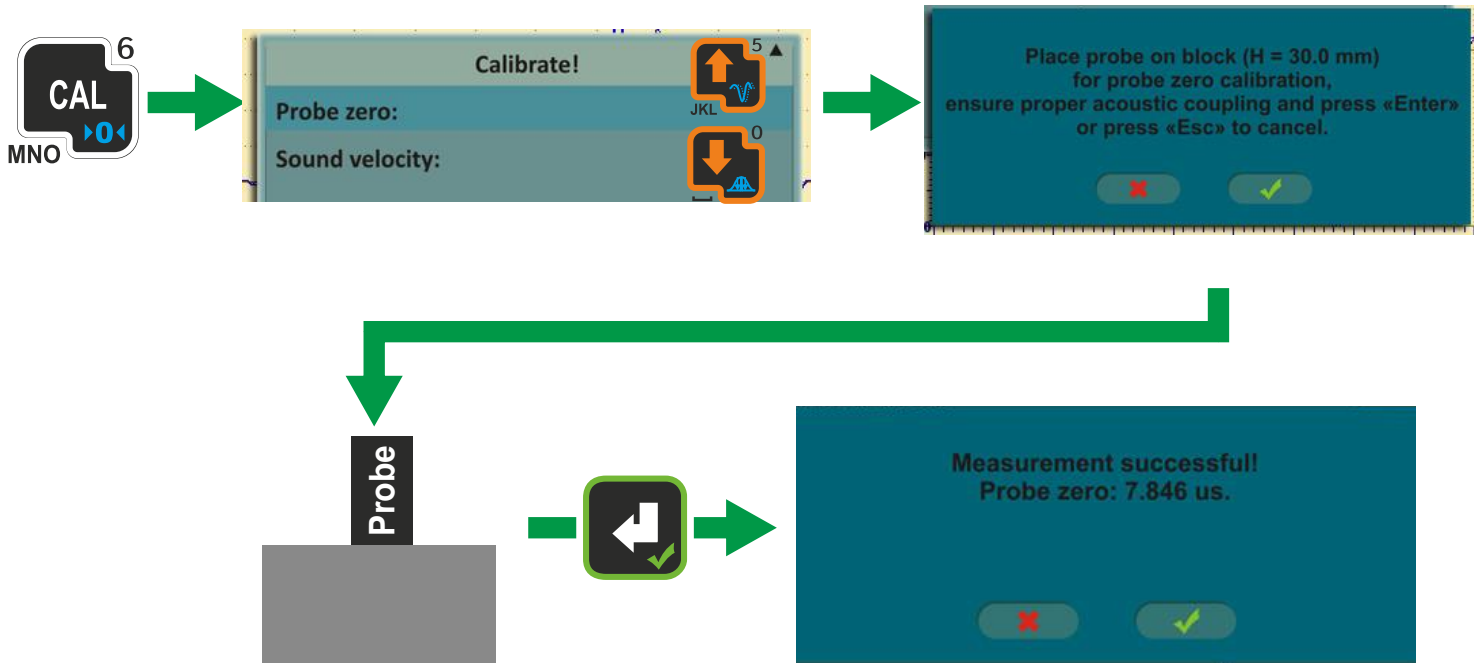 6
CAL
0
MNO
Calibrate!
5
Probe zero:
JKL
0
Sound velocity:
Place probe on block (H = 30.0 mm)
for probe zero calibration,
ensure proper acoustic coupling and press «Enter»
or press «Esc» to cancel.
Probe
Measurement successful!
Probe zero: 7.846 us.